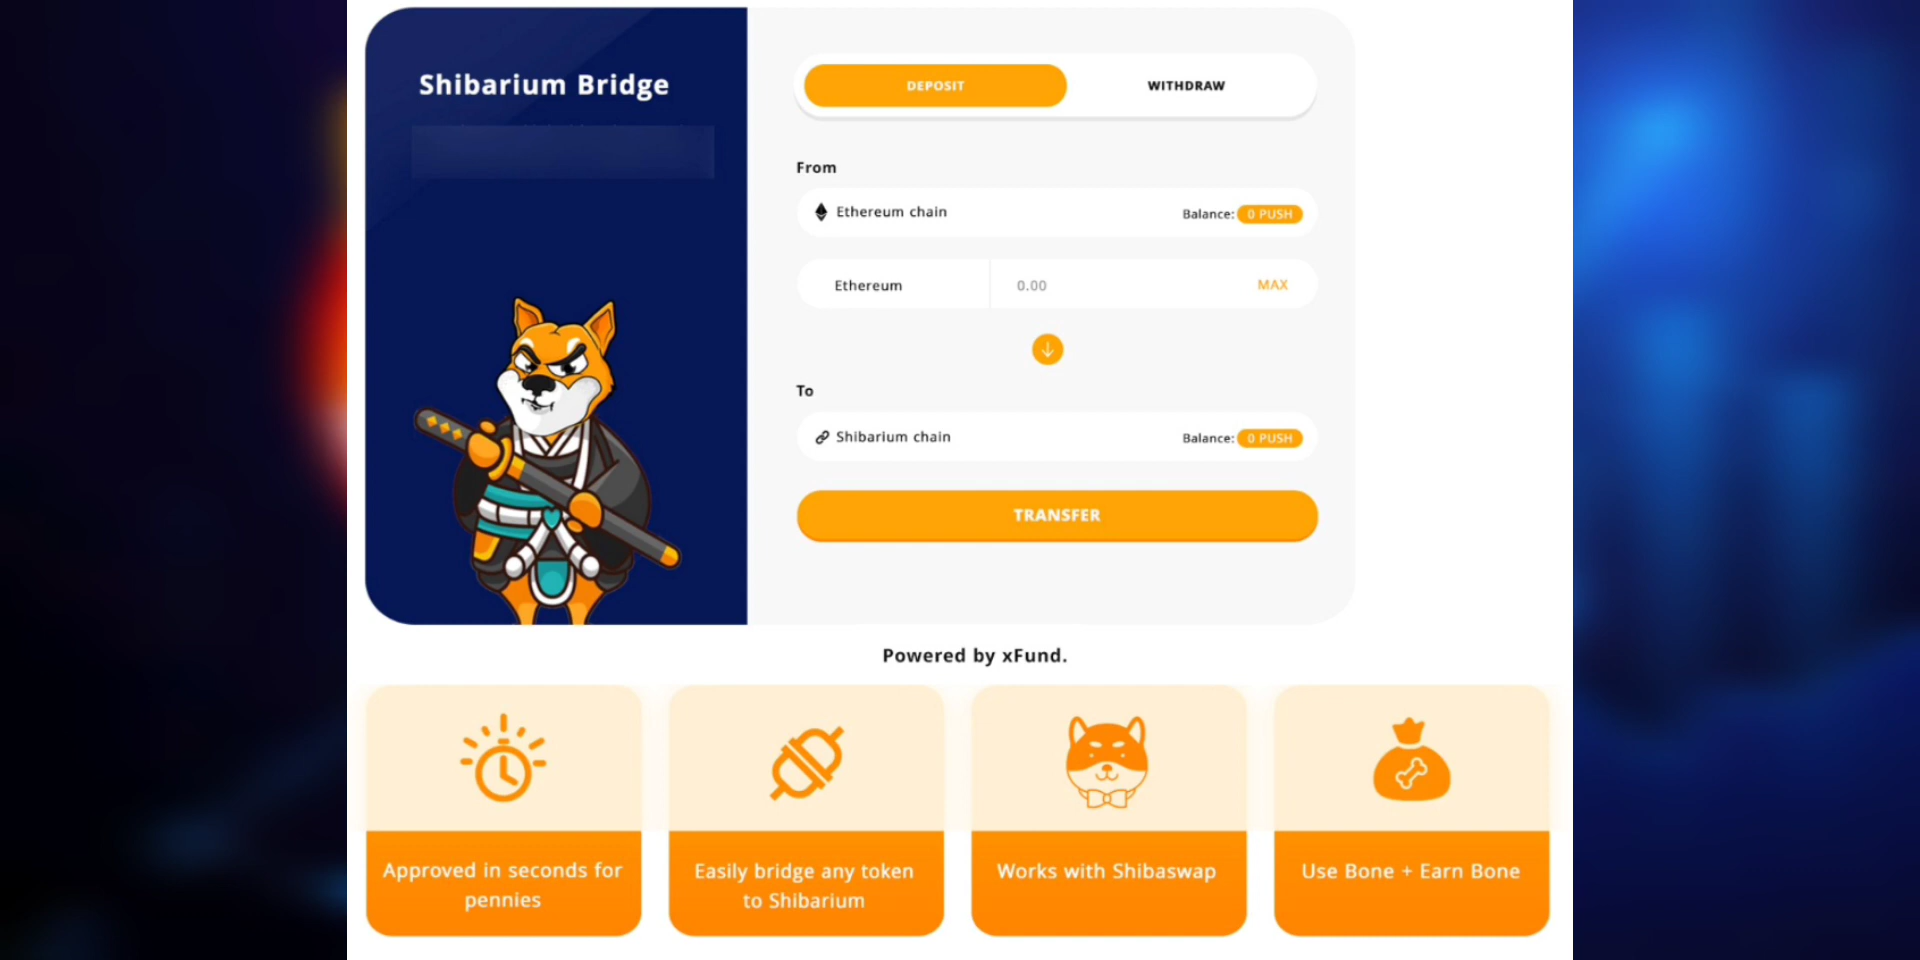 Shibarium Bridge
DEPOSIT
WITHDRAW
From
Ethereum chain
Balance: 0 PUSH
Ethereum
0.00
MAX
To
Shibarium chain
Balance: 0 PUSH
TRANSFER
Powered by xFund.
Approved in seconds for
pennies
Easily bridge any token
to Shibarium
Works with Shibaswap
Use Bone + Earn Bone